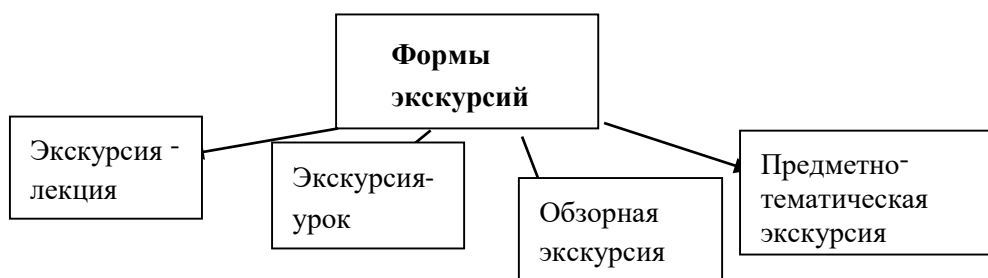 Формы
экскурсий
Экскурсия -
лекция
Экскурсия-
урок
Обзорная
экскурсия
Предметно-
тематическая
экскурсия